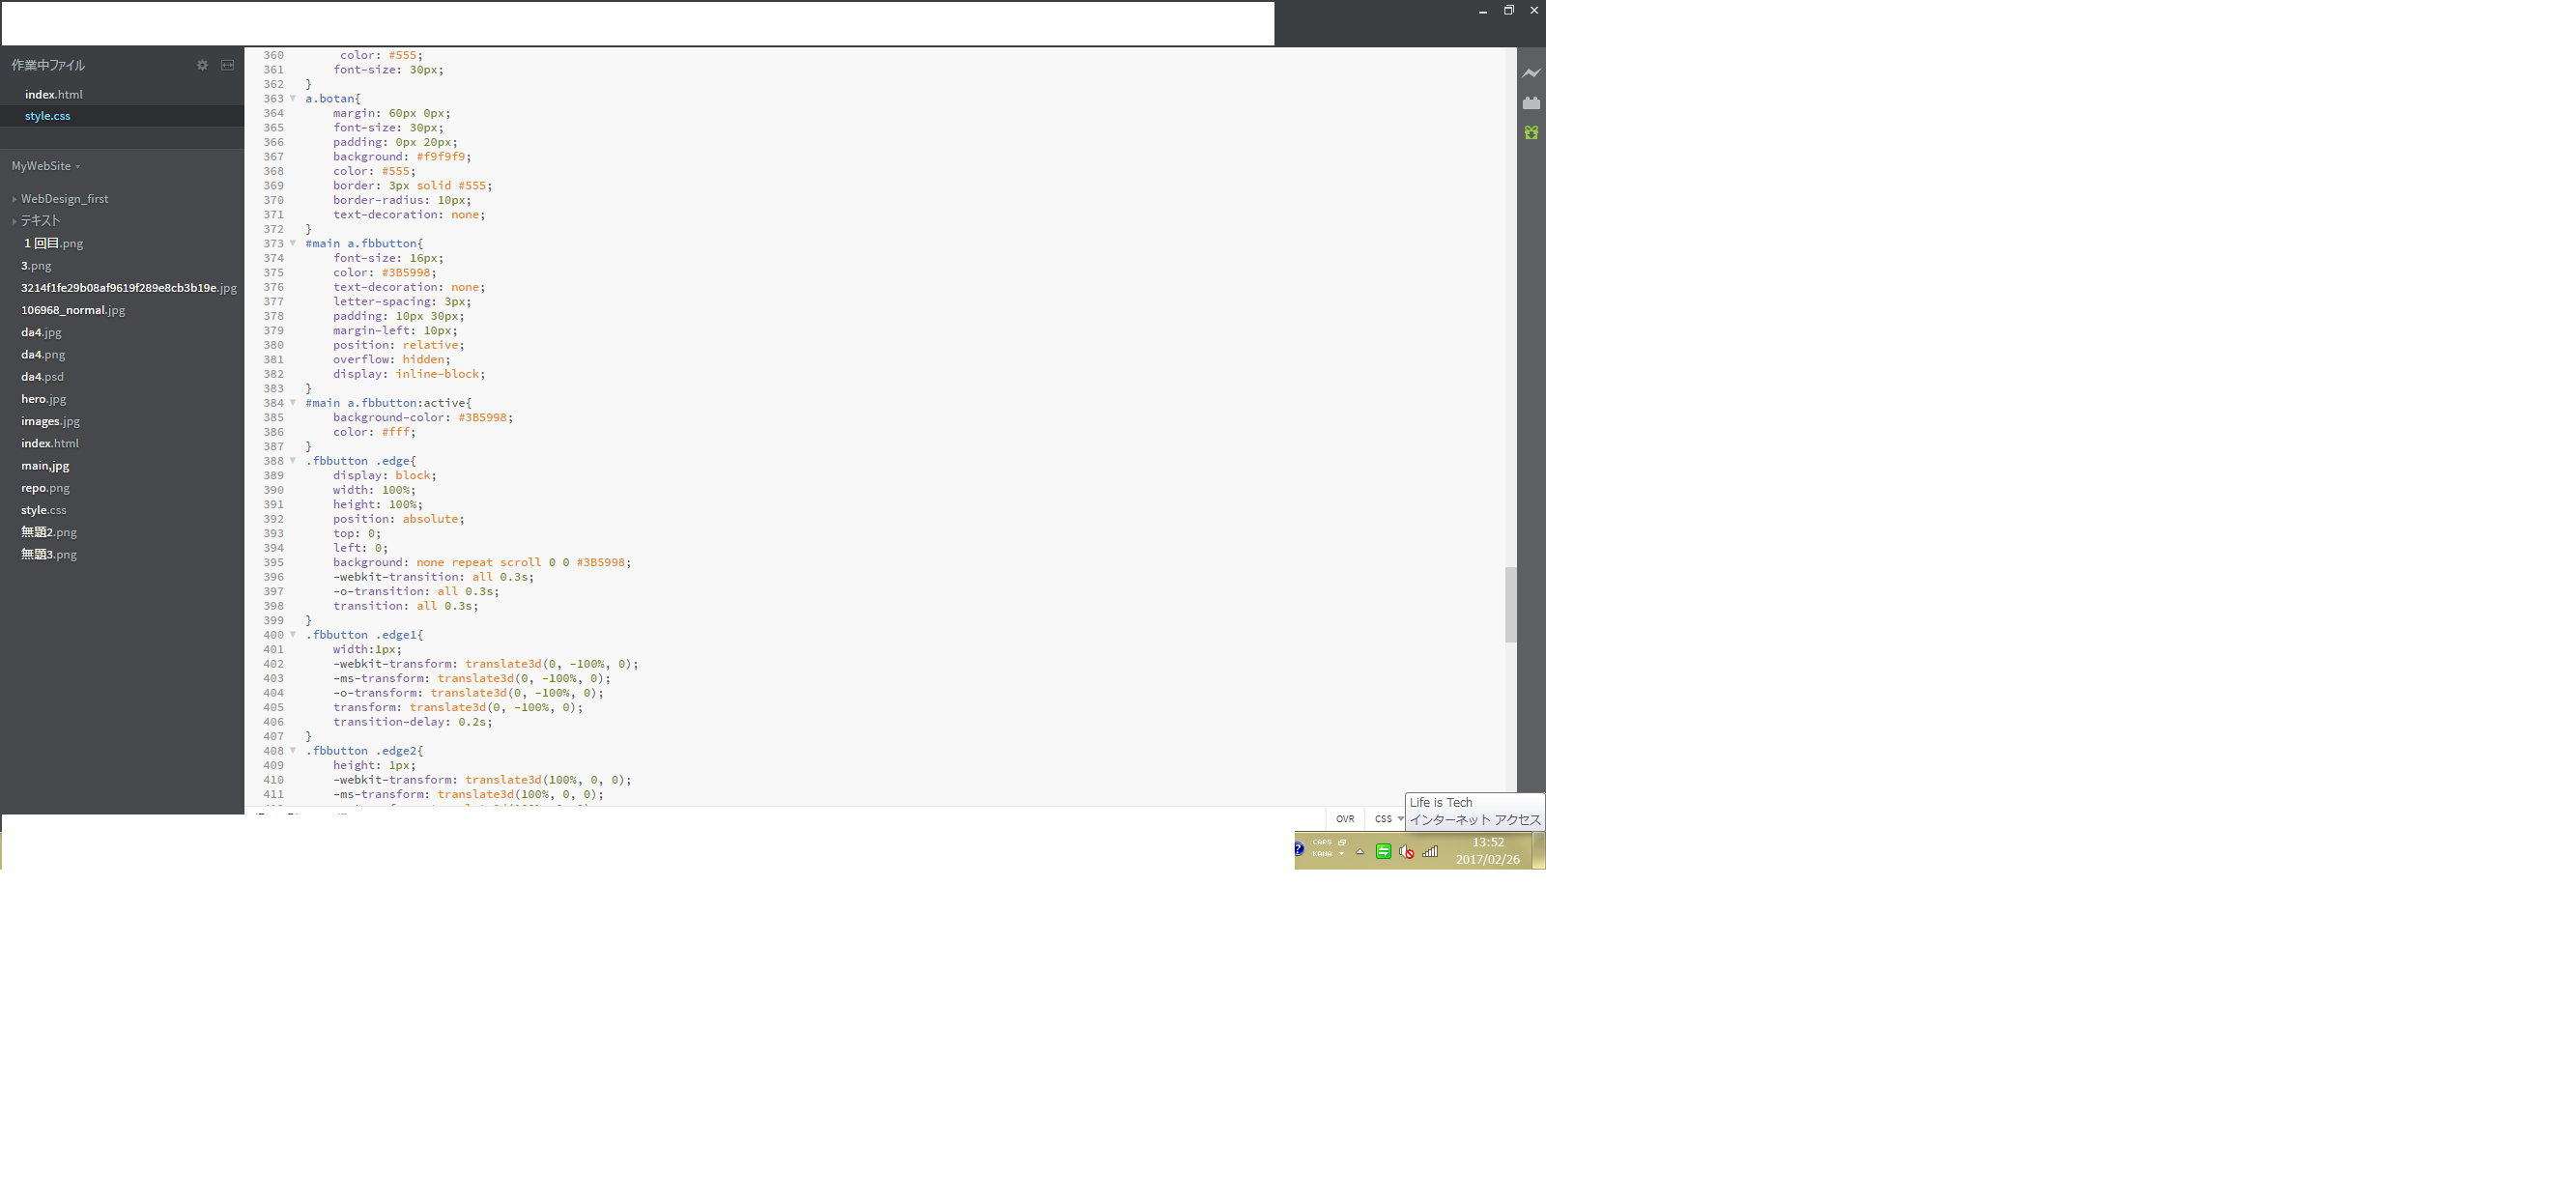 作業中ファイル
index.html
style.css
MyWebSite
WebDesign_first
テキスト
１回目.png
3.png
3214f1fe29b08af9619f289e8cb3b19e.jpg
106968_normal.jpg
da4.jpg
da4.png
da4.psd
hero.jpg
images.jpg
index.html
main,jpg
repo.png
style.css
無題2.png
無題3.png
360 color: #555;
361 font-size: 30px;
362 }
363 a.botan{
364 margin: 60px 0px;
365 font-size: 30px;
366 padding: 0px 20px;
367 background: #f9f9f9;
368 color: #555;
369 border: 3px solid #555;
370 border-radius: 10px;
371 text-decoration: none;
372 }
373 #main a.fbbutton{
374 font-size: 16px;
375 color: #3B5998;
376 text-decoration: none;
377 letter-spacing: 3px;
378 padding: 10px 30px;
379 margin-left: 10px;
380 position: relative;
381 overflow: hidden;
382 display: inline-block;
383 }
384 #main a.fbbutton:active{
385 background-color: #3B5998;
386 color: #fff;
387 }
388 .fbbutton .edge{
389 display: block;
390 width: 100%;
391 height: 100%;
392 position: absolute;
393 top: 0;
394 left: 0;
395 background: none repeat scroll 0 0 #3B5998;
396 -webkit-transition: all 0.3s;
397 -o-transition: all 0.3s;
398 transition: all 0.3s;
399 }
400 .fbbutton .edge1{
401 width:1px;
402 -webkit-transform: translate3d(0, -100%, 0);
403 -ms-transform: translate3d(0, -100%, 0);
404 -o-transform: translate3d(0, -100%, 0);
405 transform: translate3d(0, -100%, 0);
406 transition-delay: 0.2s;
407 }
408 .fbbutton .edge2{
409 height: 1px;
410 -webkit-transform: translate3d(100%, 0, 0);
411 -ms-transform: translate3d(100%, 0, 0);
OVR CSS
Life is Tech
インターネット アクセス
CAPS
KANA
13:52
2017/02/26